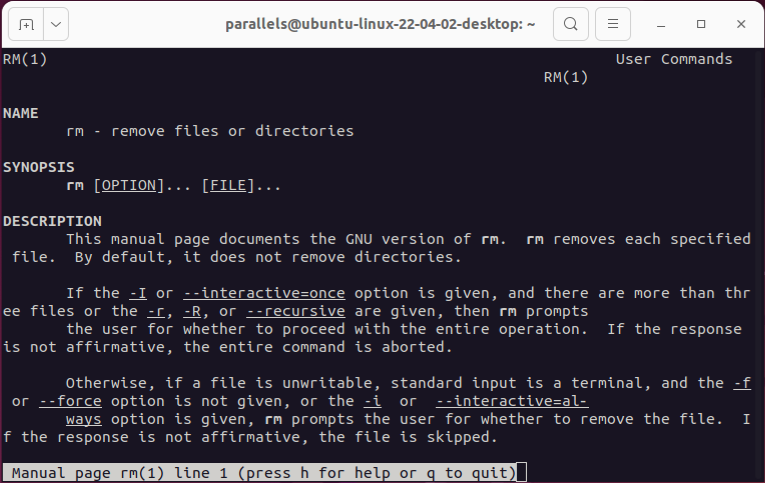 parallels@ubuntu-linux-22-04-02-desktop: ~
RM(1) User Commands
RM(1)
NAME
rm - remove files or directories
SYNOPSIS
rm [OPTION]... [FILE]...
DESCRIPTION
This manual page documents the GNU version of rm.  rm removes each specified
file.  By default, it does not remove directories.
If the -I or --interactive=once option is given, and there are more than thr
ee files or the -r, -R, or --recursive are given, then rm prompts
the user for whether to proceed with the entire operation.  If the response
is not affirmative, the entire command is aborted.
Otherwise, if a file is unwritable, standard input is a terminal, and the -f
or --force option is not given, or the -i  or  --interactive=al-
ways option is given, rm prompts the user for whether to remove the file.  I
f the response is not affirmative, the file is skipped.
Manual page rm(1) line 1 (press h for help or q to quit)